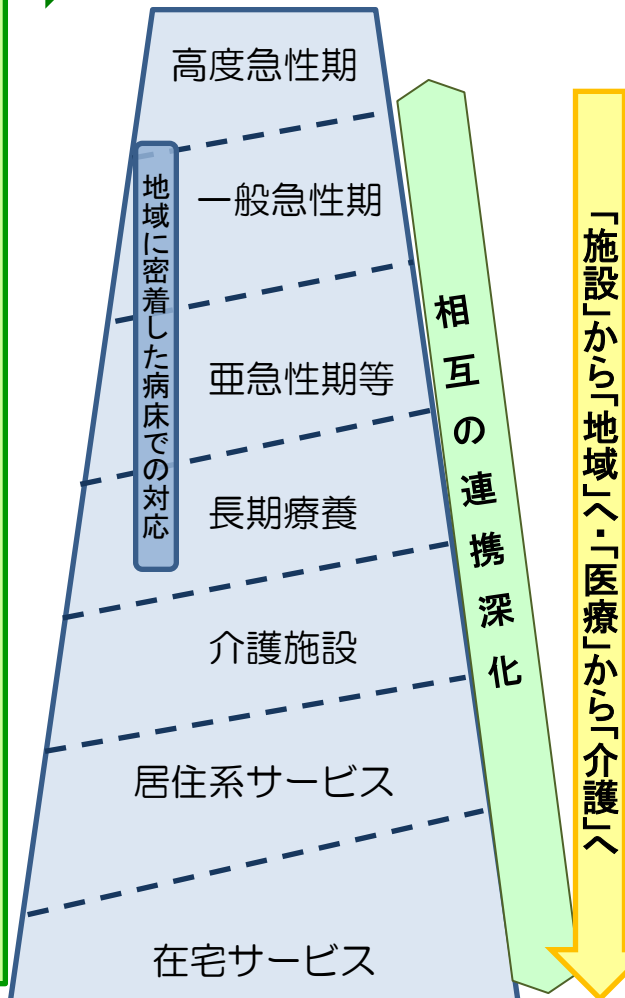 高度急性期
一般急性期
亜急性期等
長期療養
介護施設
居住系サービス
在宅サービス
地域に密着した病床での対応
相互の連携深化
「施設」から「地域」へ・「医療」から「介護」へ